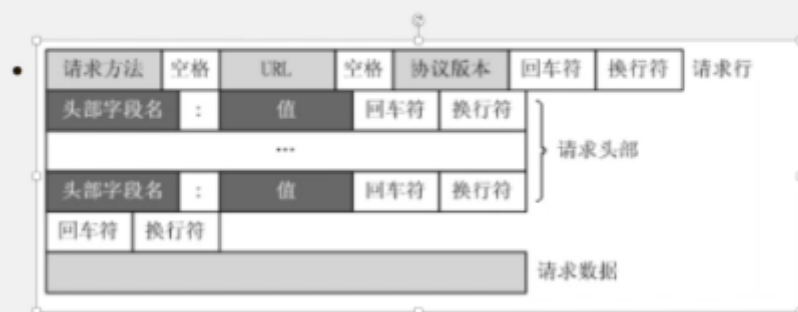 请求方法 空格 URL 空格 协议版本 回车符 换行符 请求行
头部字段名 : 值 回车符 换行符
... 请求头部
头部字段名 : 值 回车符 换行符
回车符 换行符
请求数据